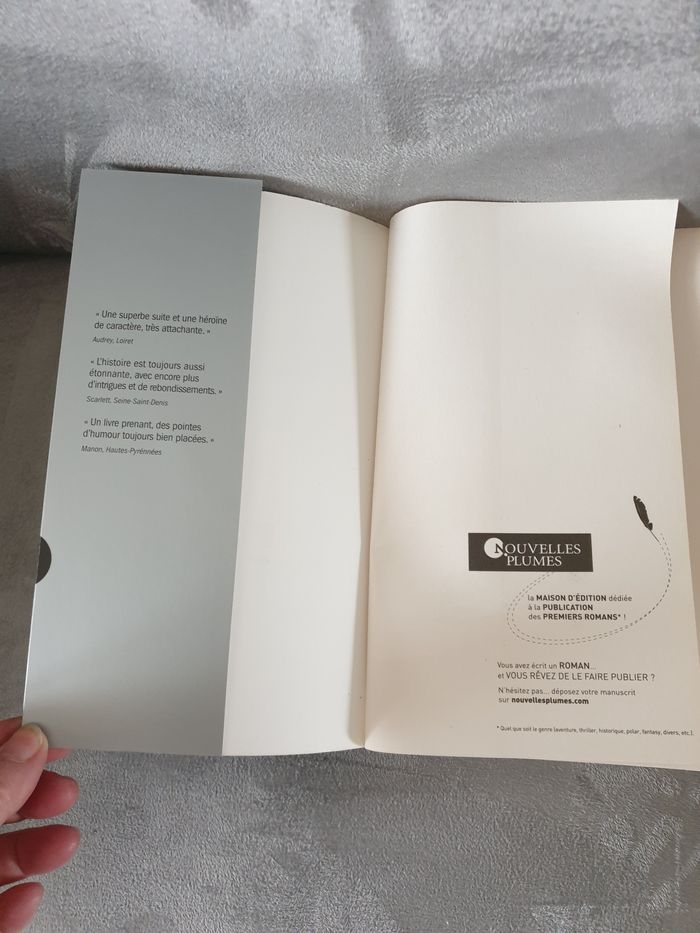 « Une superbe suite et une héroïne
de caractère, très attachante. »
Audrey, Loiret
« L'histoire est toujours aussi
étonnante, avec encore plus
d'intrigues et de rebondissements. »
Scarlett, Seine-Saint-Denis
« Un livre prenant, des pointes
d'humour toujours bien placées. »
Manon, Hautes-Pyrénnées
NOUVELLES
PLUMES
la MAISON D'ÉDITION dédiée
à la PUBLICATION
des PREMIERS ROMANS* !
Vous avez écrit un ROMAN...
et VOUS RÊVEZ DE LE FAIRE PUBLIER ?
N'hésitez pas... déposez votre manuscrit
sur nouvellesplumes.com
* Quel que soit le genre (aventure, thriller, historique, polar, fantasy, divers, etc.).